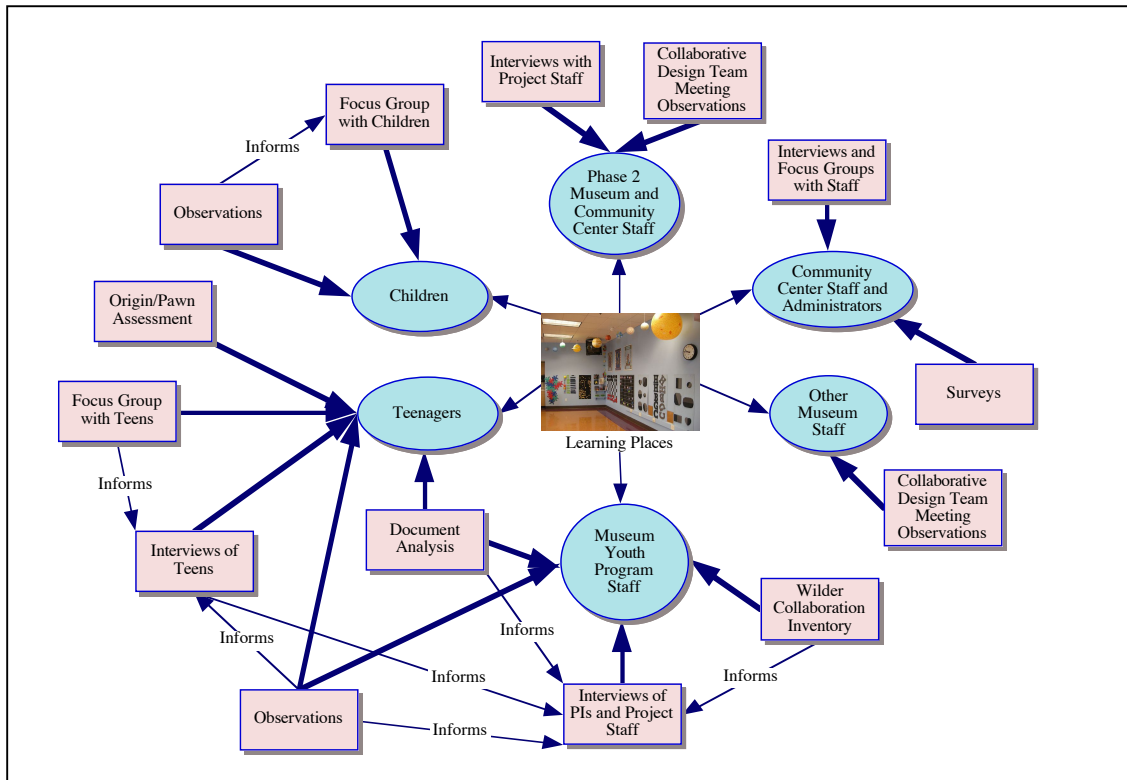 Interviews with
Project Staff
Collaborative
Design Team
Meeting
Observations
Focus Group
with Children
Informs
Interviews and
Focus Groups
with Staff
Observations
Phase 2
Museum and
Community
Center Staff
Children
Community
Center Staff and
Administrators
Origin/Pawn
Assessment
Focus Group
with Teens
Teenagers
Learning Places
Other
Museum
Staff
Surveys
Informs
Collaborative
Design Team
Meeting
Observations
Interviews of
Teens
Document
Analysis
Museum
Youth
Program
Staff
Wilder
Collaboration
Inventory
Informs
Informs
Informs
Informs
Observations
Informs
Interviews of
PIs and Project
Staff